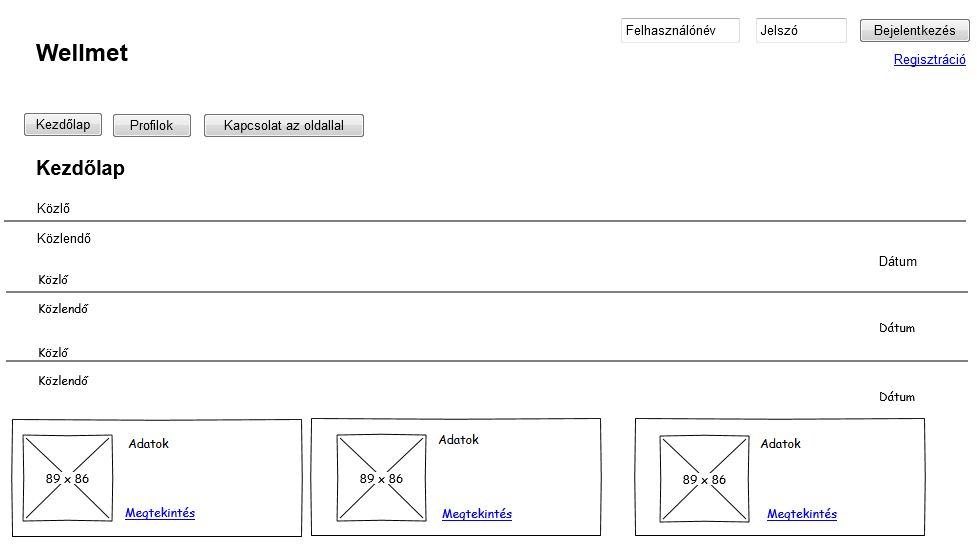 Felhasználónév Jelszó Bejelentkezés
Wellmet
Regisztráció
Kezdőlap Profilok Kapcsolat az oldallal
Kezdőlap
Közlő
Közlendő
Dátum
Közlő
Közlendő
Dátum
Közlő
Közlendő
Dátum
Adatok Adatok Adatok
89 x 86 89 x 86 89 x 86
Megtekintés Megtekintés Megtekintés